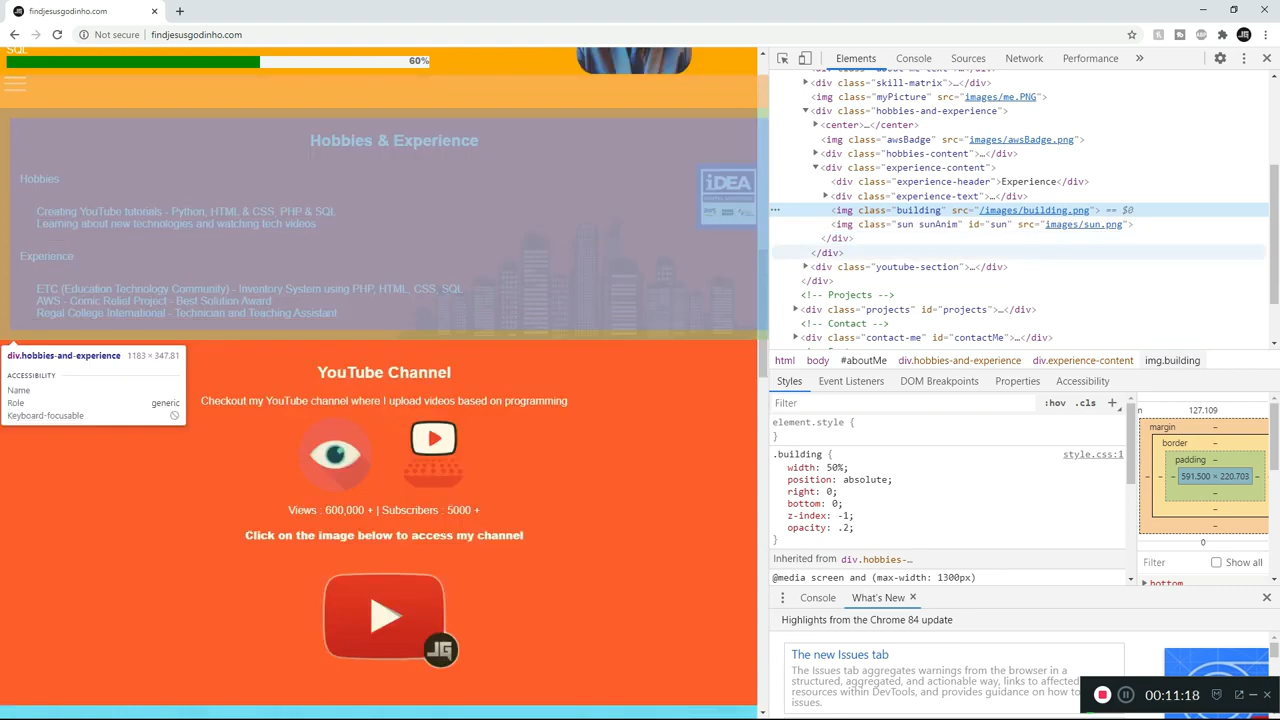 findjesusgodinho.com
Not secure
findjesusgodinho.com
SQL
60%
Hobbies & Experience
Hobbies
Creating YouTube tutorials - Python, HTML & CSS, PHP & SQL
Learning about new technologies and watching tech videos
iDEA
Experience
ETC (Education Technology Community) - Inventory System using PHP, HTML, CSS, SQL
AWS - Comic Relief Project - Best Solution Award
Regal College International - Technician and Teaching Assistant
div.hobbies-and-experience 1183 × 347.81
ACCESSIBILITY
Name
Role generic
Keyboard-focusable
YouTube Channel
Checkout my YouTube channel where I upload videos based on programming
Views : 600,000 + | Subscribers : 5000 +
Click on the image below to access my channel
JG
Elements Console Sources Network Performance »
<div class="skill-matrix">…</div>
<img class="myPicture" src="images/me.PNG">
<div class="hobbies-and-experience">
<center>…</center>
<img class="awsBadge" src="images/awsBadge.png">
<div class="hobbies-content">…</div>
<div class="experience-content">
<div class="experience-header">Experience</div>
<div class="experience-text">…</div>
<img class="building" src="/images/building.png"> == $0
<img class="sun sunAnim" id="sun" src="images/sun.png">
</div>
</div>
<div class="youtube-section">…</div>
</div>
<!-- Projects -->
<div class="projects" id="projects">…</div>
<!-- Contact -->
<div class="contact-me" id="contactMe">…</div>
html body #aboutMe div.hobbies-and-experience div.experience-content img.building
Styles Event Listeners DOM Breakpoints Properties Accessibility
Filter :hov .cls +
element.style {
}
.building { style.css:1
width: 50%;
position: absolute;
right: 0;
bottom: 0;
z-index: -1;
opacity: .2;
}
Inherited from div.hobbies-…
@media screen and (max-width: 1300px)
127.109
margin –
border –
padding –
591.500 × 220.703
–
–
–
0
Filter Show all
bottom
Console What's New ×
Highlights from the Chrome 84 update
The new Issues tab
The Issues tab aggregates warnings from the browser in a
structured, aggregated, and actionable way, links to affected
resources within DevTools, and provides guidance on how to
issues.
00:11:18